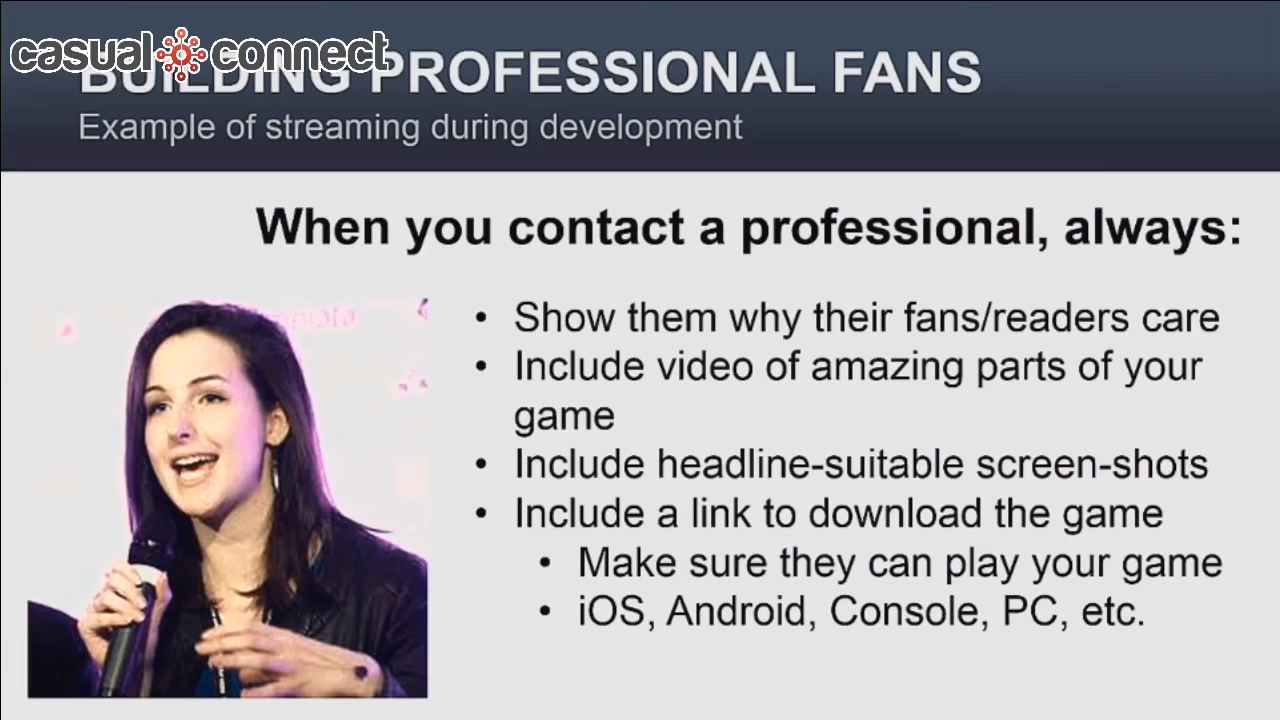 casual connect
BUILDING PROFESSIONAL FANS
Example of streaming during development
When you contact a professional, always:
• Show them why their fans/readers care
• Include video of amazing parts of your
game
• Include headline-suitable screen-shots
• Include a link to download the game
• Make sure they can play your game
• iOS, Android, Console, PC, etc.